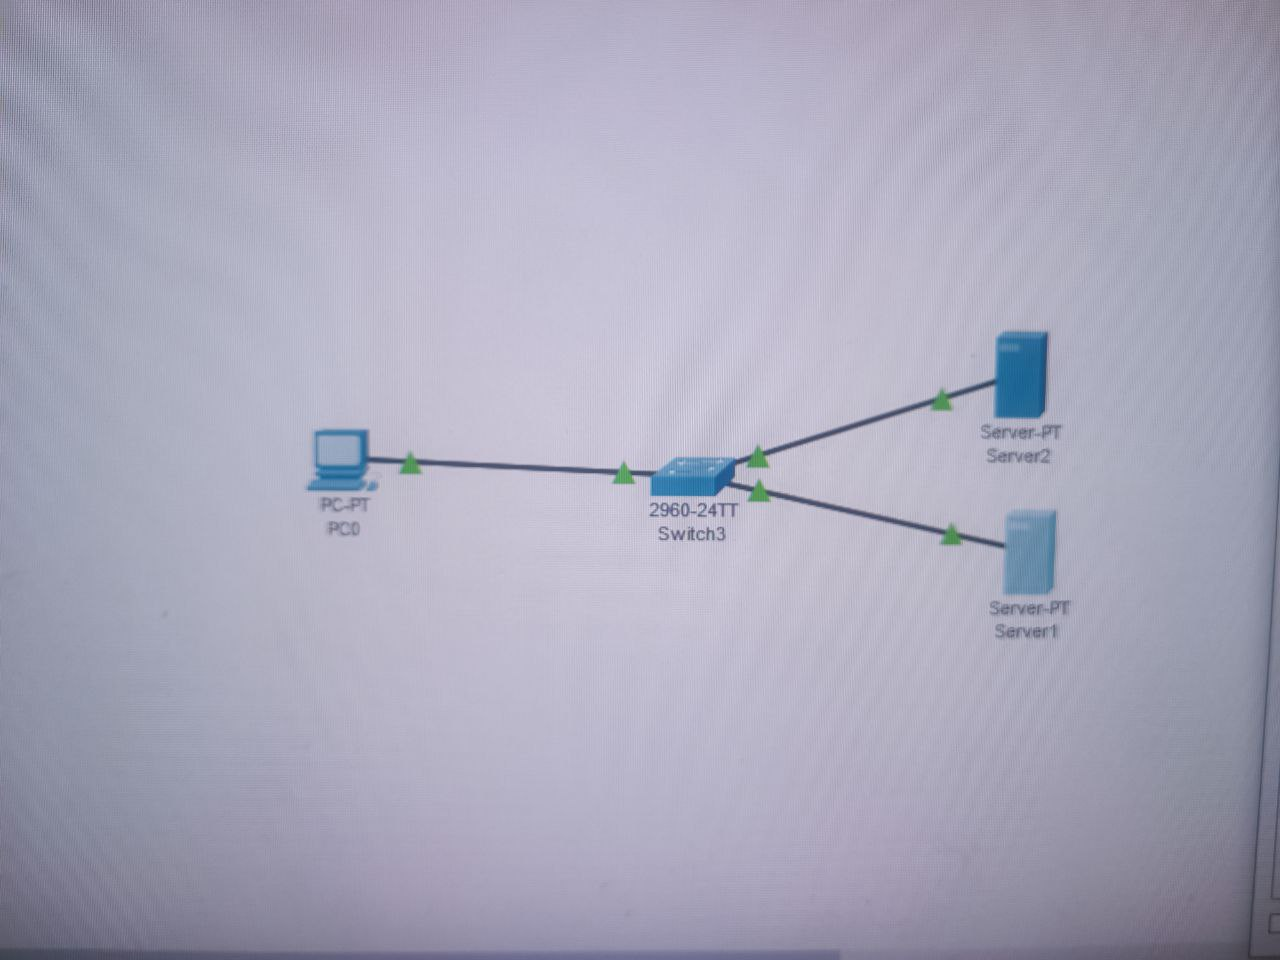 PC-PT
PC0
2960-24TT
Switch3
Server-PT
Server2
Server-PT
Server1